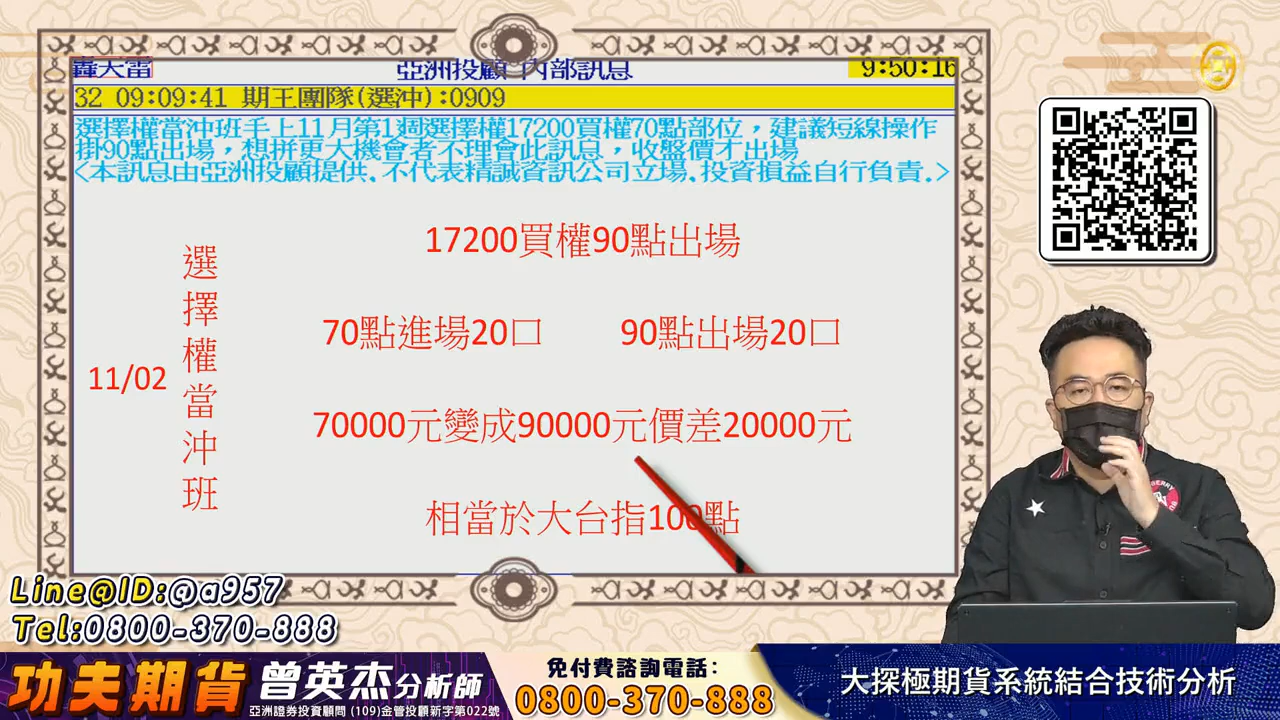 轟天雷 亞洲投顧 內部訊息 9:50:16
32 09:09:41 期王團隊(選沖):0909
選擇權當沖班手上11月第1週選擇權17200買權70點部位，建議短線操作
掛90點出場，想拼更大機會者不理會此訊息，收盤價才出場
<本訊息由亞洲投顧提供.不代表精誠資訊公司立場.投資損益自行負責.>
17200買權90點出場
70點進場20口 90點出場20口
11/02
選擇權當沖班
70000元變成90000元價差20000元
相當於大台指100點
Line@ID:@a957
Tel:0800-370-888
功夫期貨 曾英杰分析師
亞洲證券投資顧問 (109)金管投顧新字第022號
免付費諮詢電話:
0800-370-888
大探極期貨系統結合技術分析